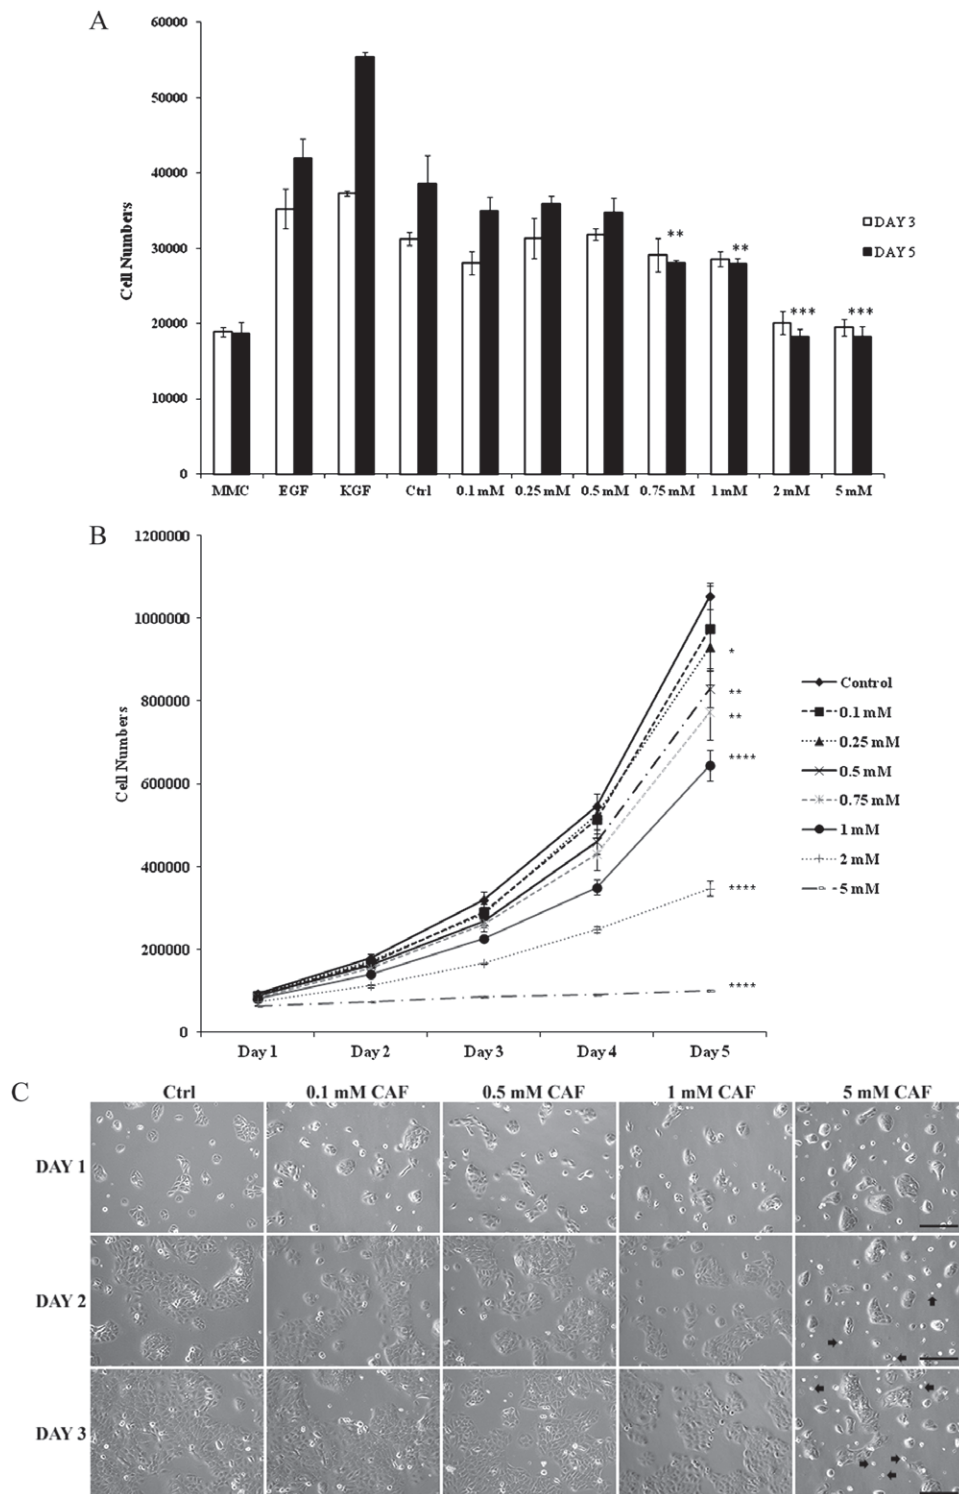 A
60000
50000
40000
30000
20000
10000
0
Cell Numbers
** ** *** ***
DAY 3
DAY 5
MMC EGF KGF Ctrl 0.1 mM 0.25 mM 0.5 mM 0.75 mM 1 mM 2 mM 5 mM
B
1200000
1000000
800000
600000
400000
200000
0
Cell Numbers
*
**
**
****
****
****
Control
0.1 mM
0.25 mM
0.5 mM
0.75 mM
1 mM
2 mM
5 mM
Day 1 Day 2 Day 3 Day 4 Day 5
C
Ctrl 0.1 mM CAF 0.5 mM CAF 1 mM CAF 5 mM CAF
DAY 1
DAY 2
DAY 3